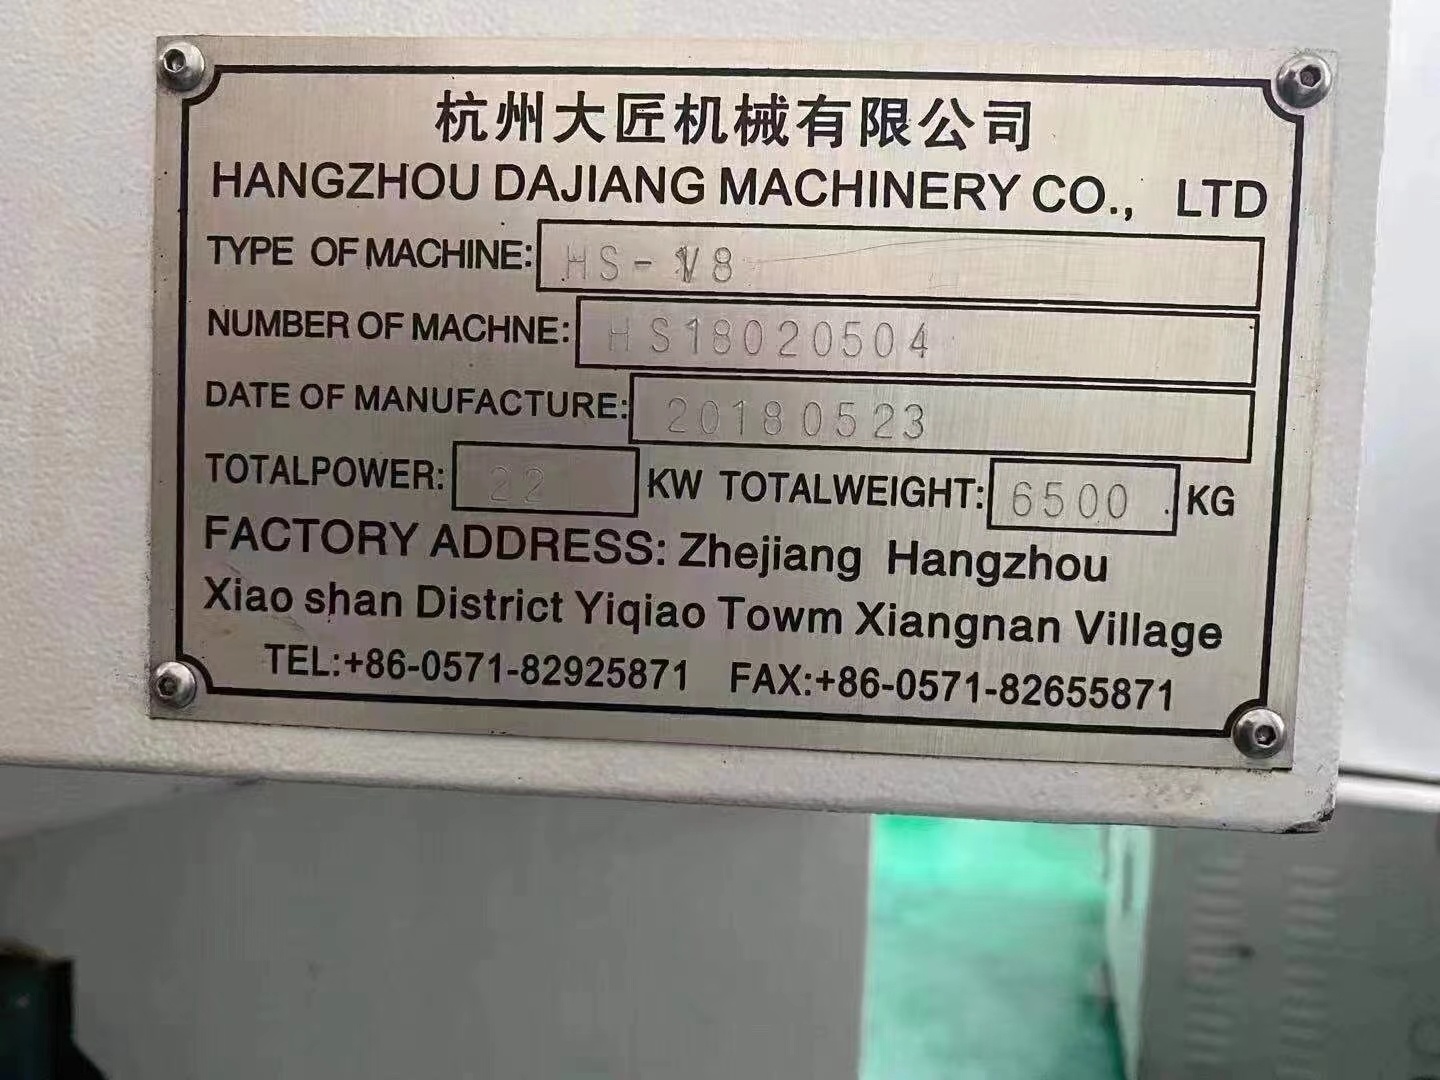 杭州大匠机械有限公司
HANGZHOU DAJIANG MACHINERY CO., LTD
TYPE OF MACHINE: HS-V8
NUMBER OF MACHNE: HS18020504
DATE OF MANUFACTURE: 20180523
TOTALPOWER: 22 KW TOTALWEIGHT: 6500 KG
FACTORY ADDRESS: Zhejiang Hangzhou
Xiao shan District Yiqiao Towm Xiangnan Village
TEL:+86-0571-82925871 FAX:+86-0571-82655871